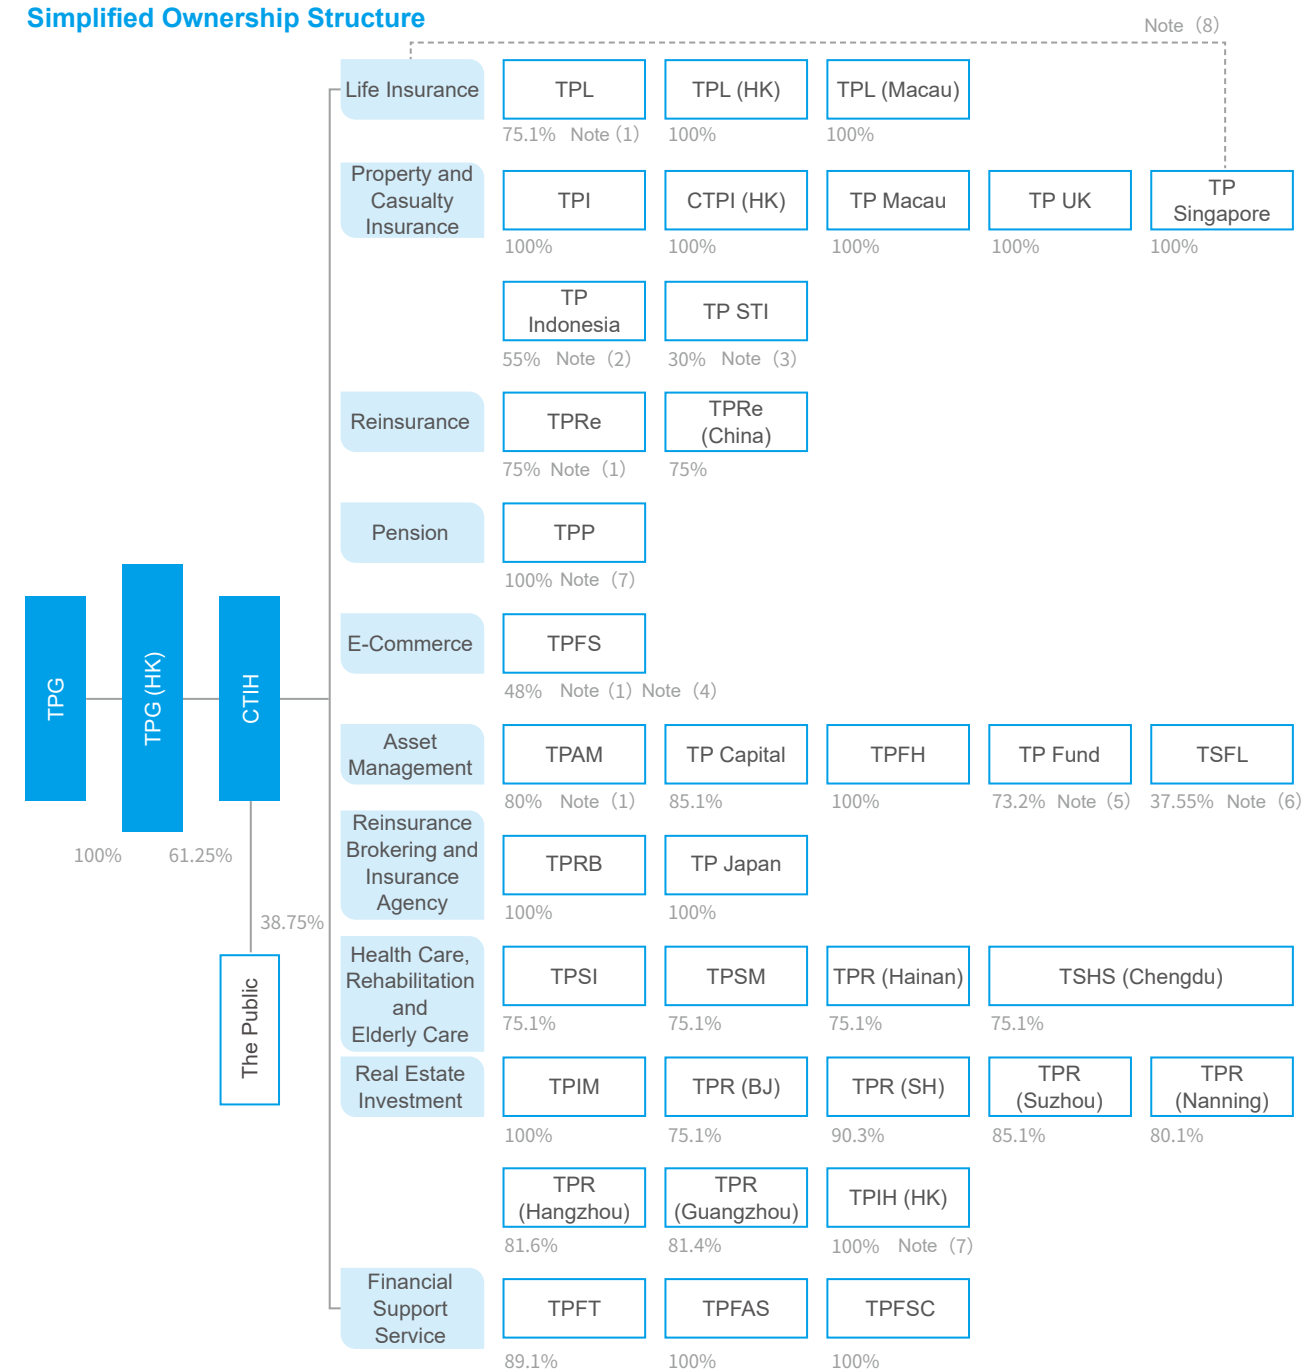 Simplified Ownership Structure
Note（8）
Life Insurance
TPL
TPL (HK)
TPL (Macau)
75.1% Note（1）
100%
100%
Property and
Casualty
Insurance
TPI
CTPI (HK)
TP Macau
TP UK
TP
Singapore
100%
100%
100%
100%
100%
TP
Indonesia
TP STI
55% Note（2）
30% Note（3）
Reinsurance
TPRe
TPRe
(China)
75% Note（1）
75%
Pension
TPP
100% Note（7）
E-Commerce
TPFS
48% Note（1）Note（4）
TPG
TPG (HK)
CTIH
100%
61.25%
38.75%
The Public
Asset
Management
TPAM
TP Capital
TPFH
TP Fund
TSFL
80% Note（1）
85.1%
100%
73.2% Note（5）
37.55% Note（6）
Reinsurance
Brokering and
Insurance
Agency
TPRB
TP Japan
100%
100%
Health Care,
Rehabilitation
and
Elderly Care
TPSI
TPSM
TPR (Hainan)
TSHS (Chengdu)
75.1%
75.1%
75.1%
75.1%
Real Estate
Investment
TPIM
TPR (BJ)
TPR (SH)
TPR
(Suzhou)
TPR
(Nanning)
100%
75.1%
90.3%
85.1%
80.1%
TPR
(Hangzhou)
TPR
(Guangzhou)
TPIH (HK)
81.6%
81.4%
100% Note（7）
Financial
Support
Service
TPFT
TPFAS
TPFSC
89.1%
100%
100%